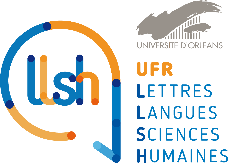 llsh
UNIVERSITÉ D'ORLÉANS
UFR
LETTRES
LANGUES
SCIENCES
HUMAINES